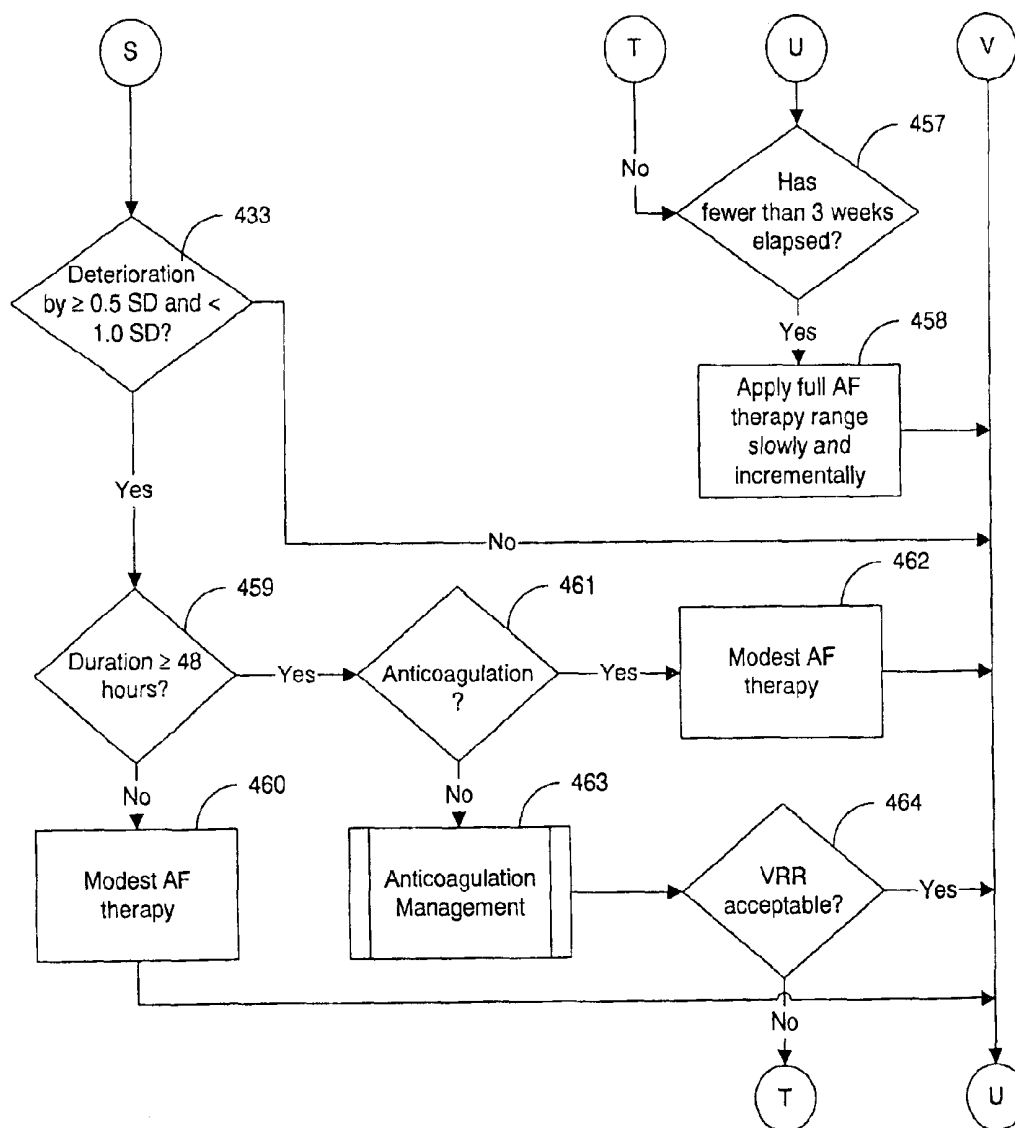 S
T
U
V
457
No
Has
fewer than 3 weeks
elapsed?
433
Deterioration
by ≥ 0.5 SD and <
1.0 SD?
Yes
458
Apply full AF
therapy range
slowly and
incrementally
Yes
No
459
Duration ≥ 48
hours?
Yes
461
Anticoagulation
?
Yes
462
Modest AF
therapy
No
460
Modest AF
therapy
No
463
Anticoagulation
Management
464
VRR
acceptable?
Yes
No
T
U